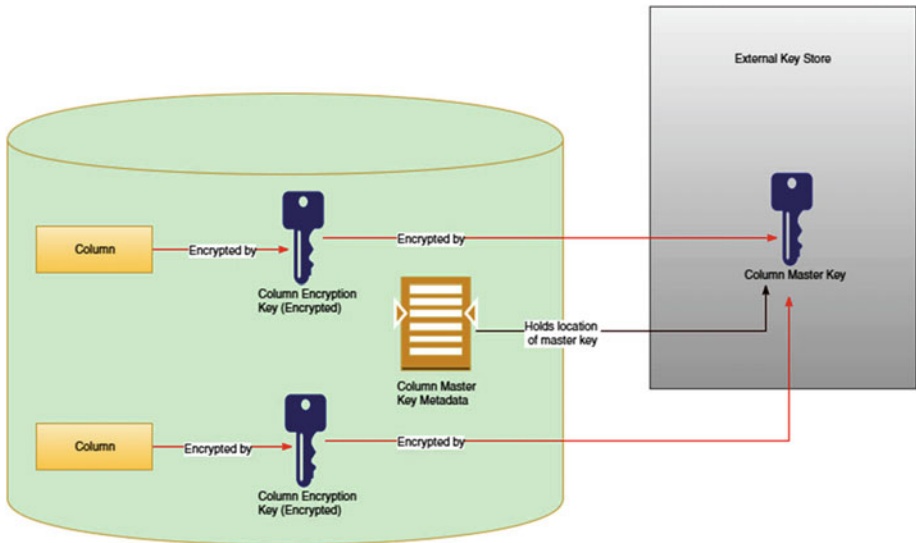 External Key Store
Column
Encrypted by
Column Encryption
Key (Encrypted)
Encrypted by
Column Master Key
Holds location
of master key
Column Master
Key Metadata
Column
Encrypted by
Column Encryption
Key (Encrypted)
Encrypted by